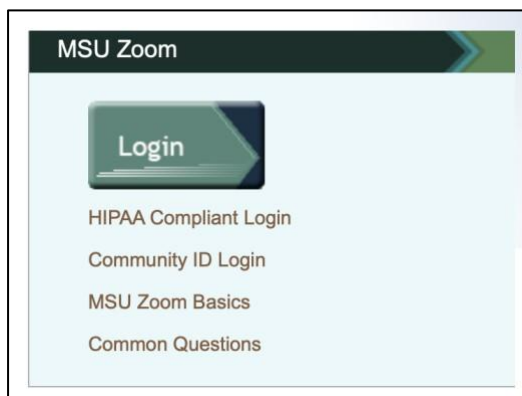 MSU Zoom
Login
HIPAA Compliant Login
Community ID Login
MSU Zoom Basics
Common Questions